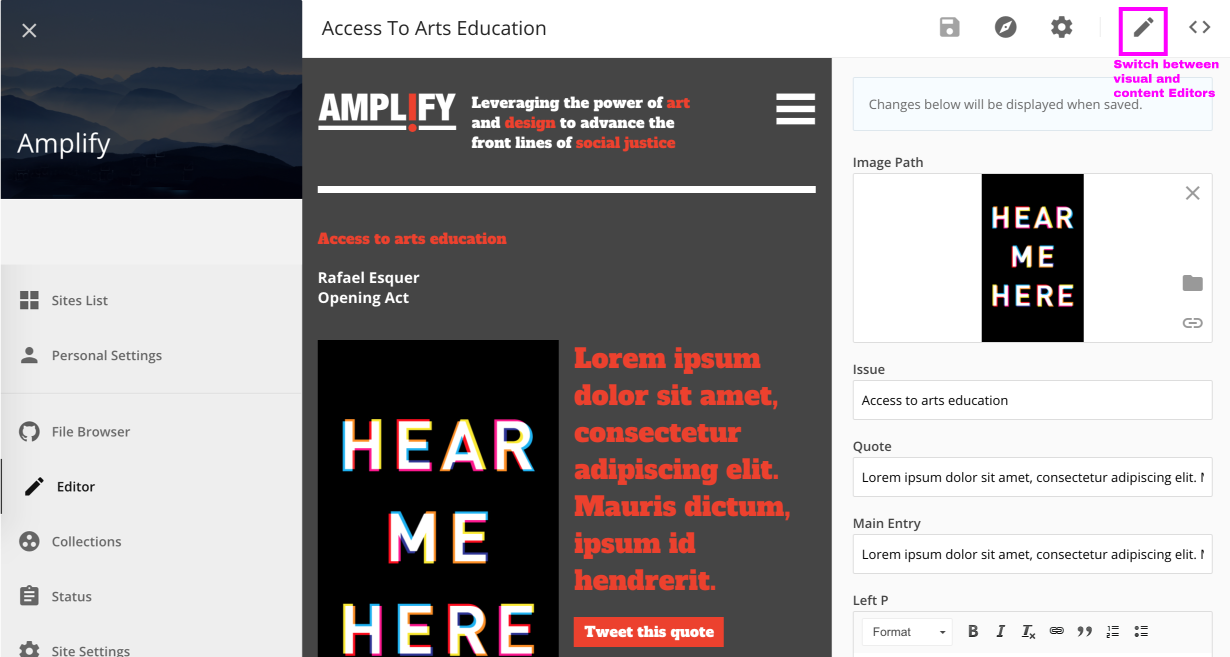 Access To Arts Education
Switch between
visual and
content Editors
Amplify
Sites List
Personal Settings
File Browser
Editor
Collections
Status
Site Settings
AMPL!FY
Leveraging the power of art
and design to advance the
front lines of social justice
Access to arts education
Rafael Esquer
Opening Act
HEAR
ME
HERE
Lorem ipsum
dolor sit amet,
consectetur
adipiscing elit.
Mauris dictum,
ipsum id
hendrerit.
Tweet this quote
Changes below will be displayed when saved.
Image Path
HEAR
ME
HERE
Issue
Access to arts education
Quote
Lorem ipsum dolor sit amet, consectetur adipiscing elit.
Main Entry
Lorem ipsum dolor sit amet, consectetur adipiscing elit.
Left P
Format B I Tx